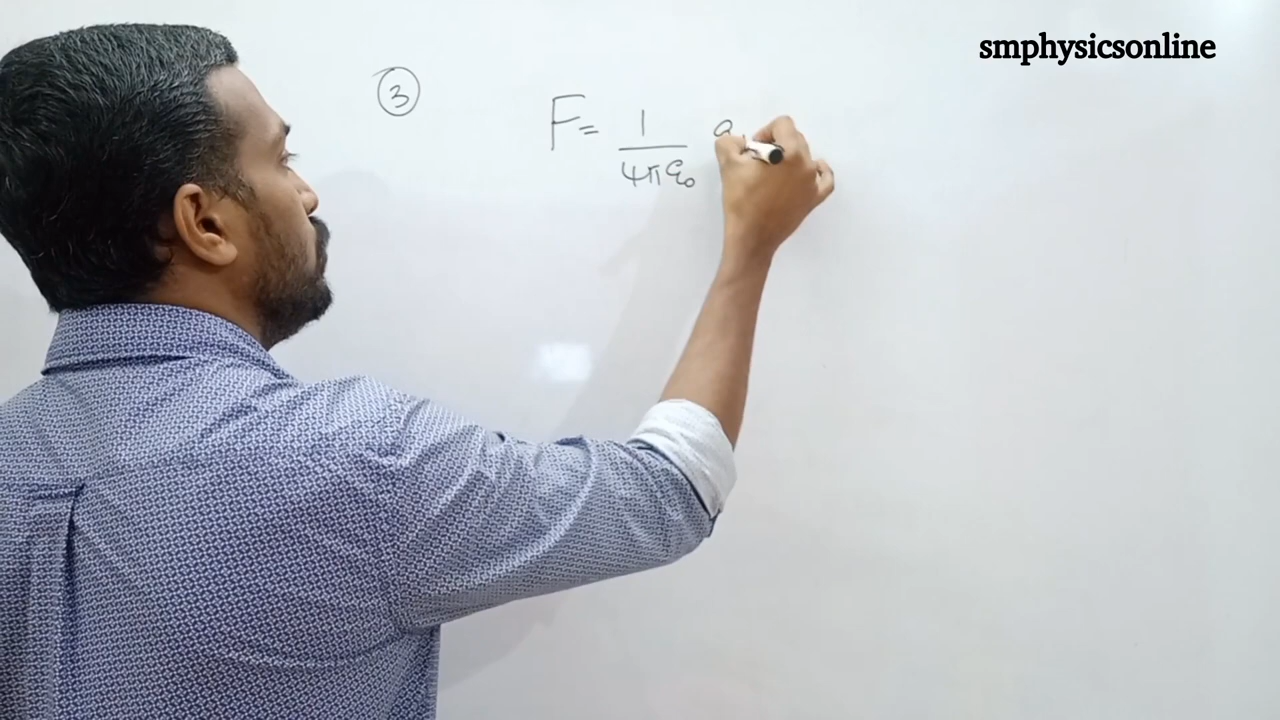 smphysicsonline
③
F = 1/4πε₀